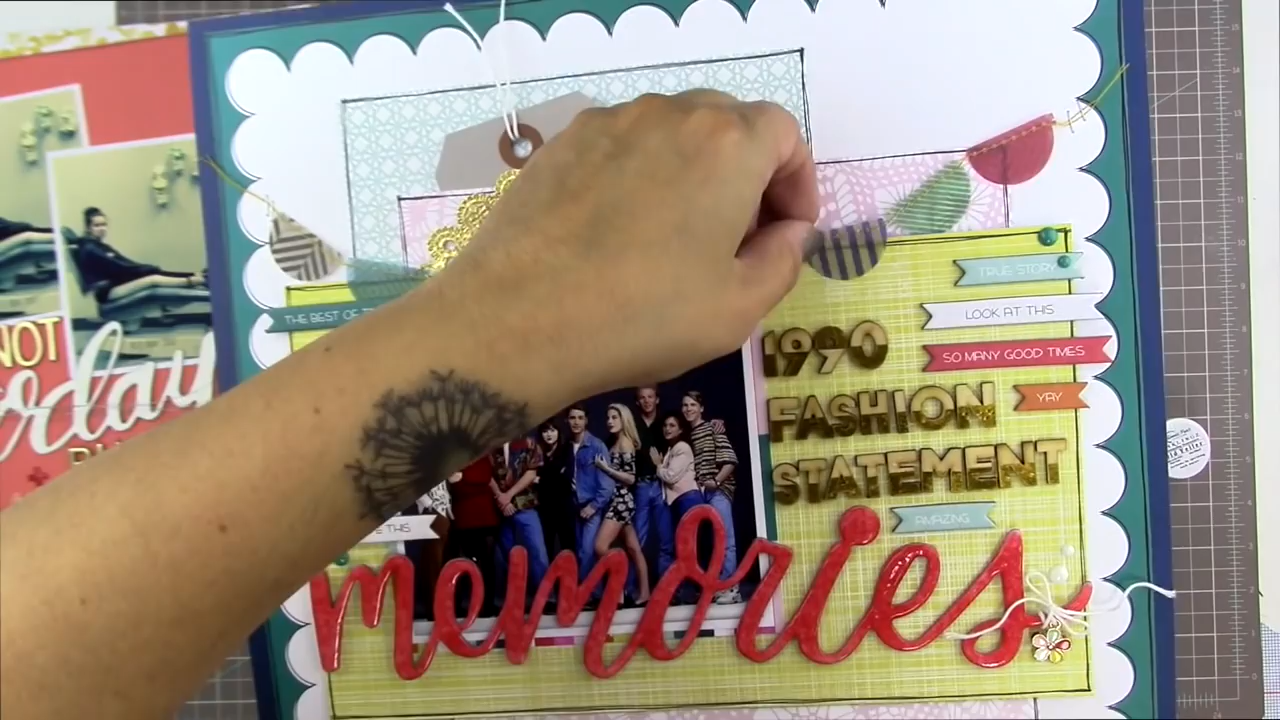 TRUE STORY
LOOK AT THIS
THE BEST OF
1990
SO MANY GOOD TIMES
NOT
YAY
FASHION
STATEMENT
AMAZING
THIS.
memories